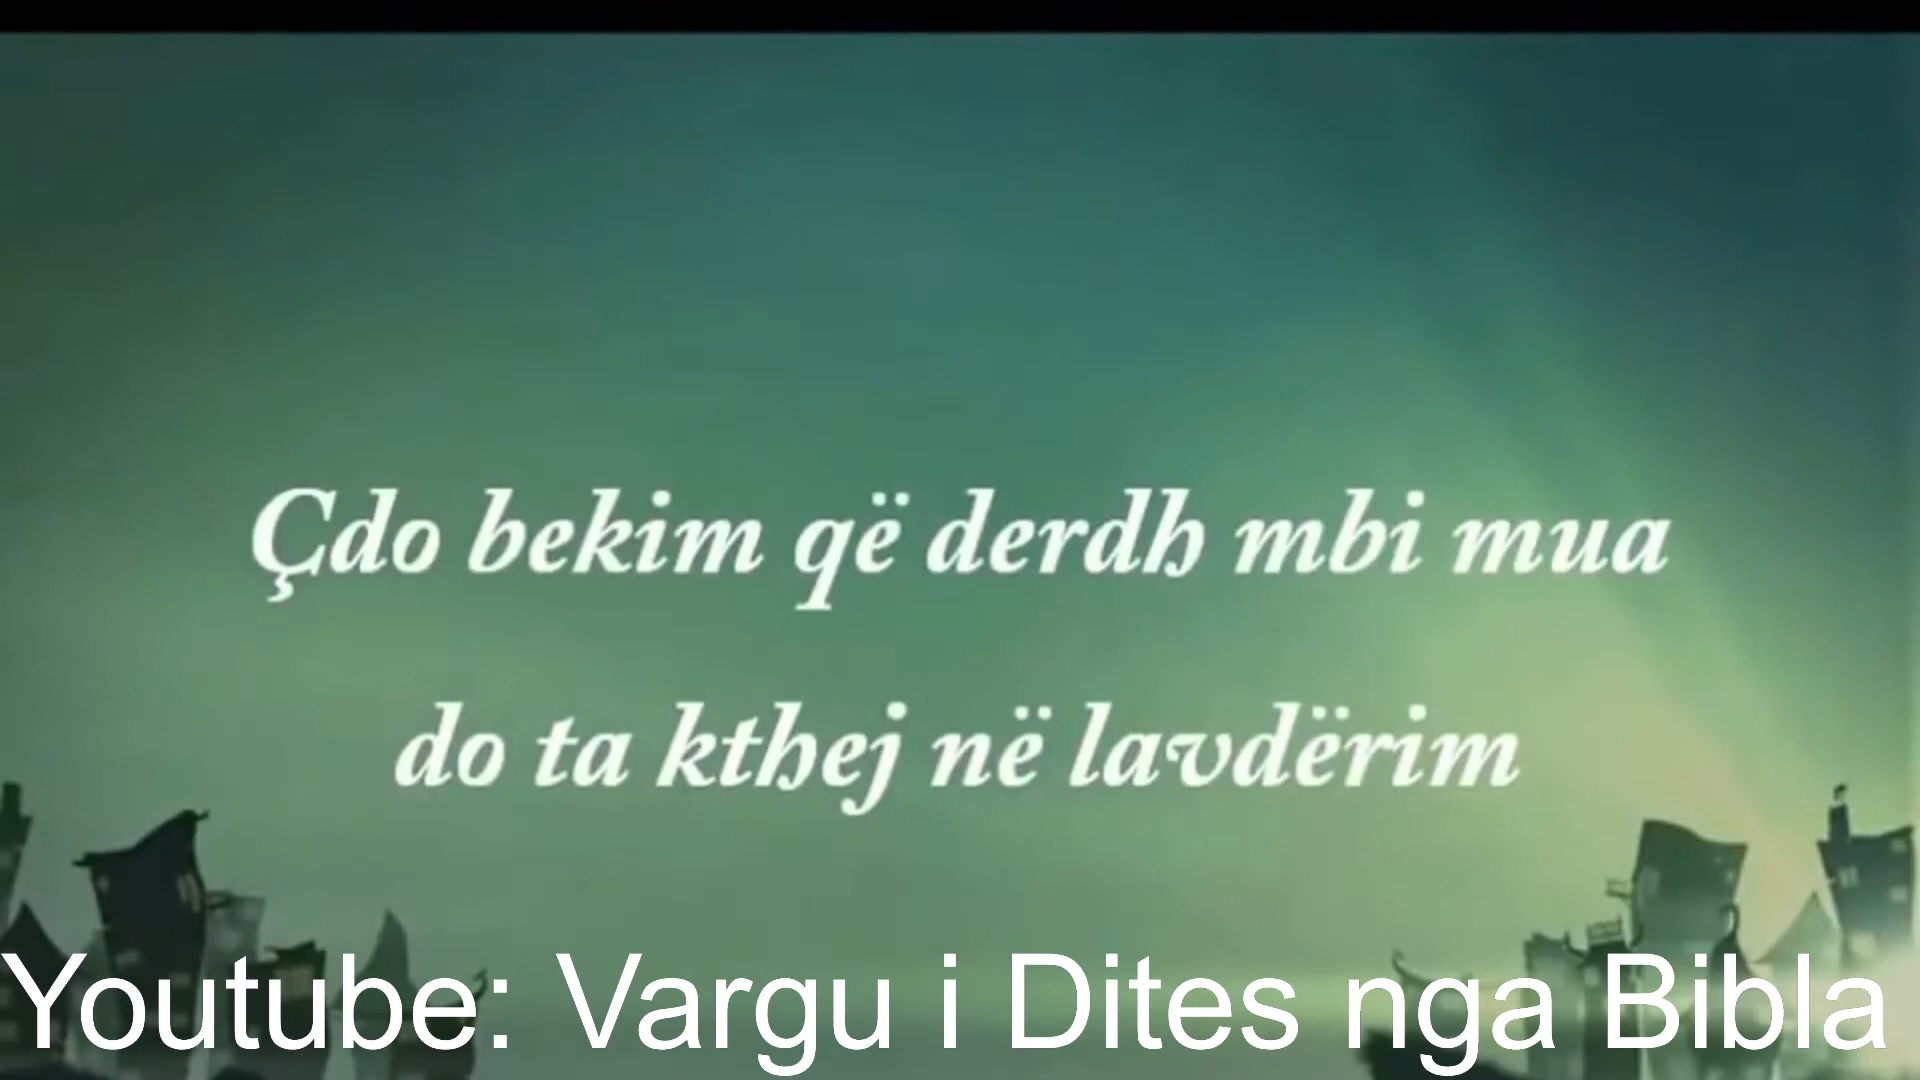 Çdo bekim që derdh mbi mua
do ta kthej në lavdërim
Youtube: Vargu i Dites nga Bibla